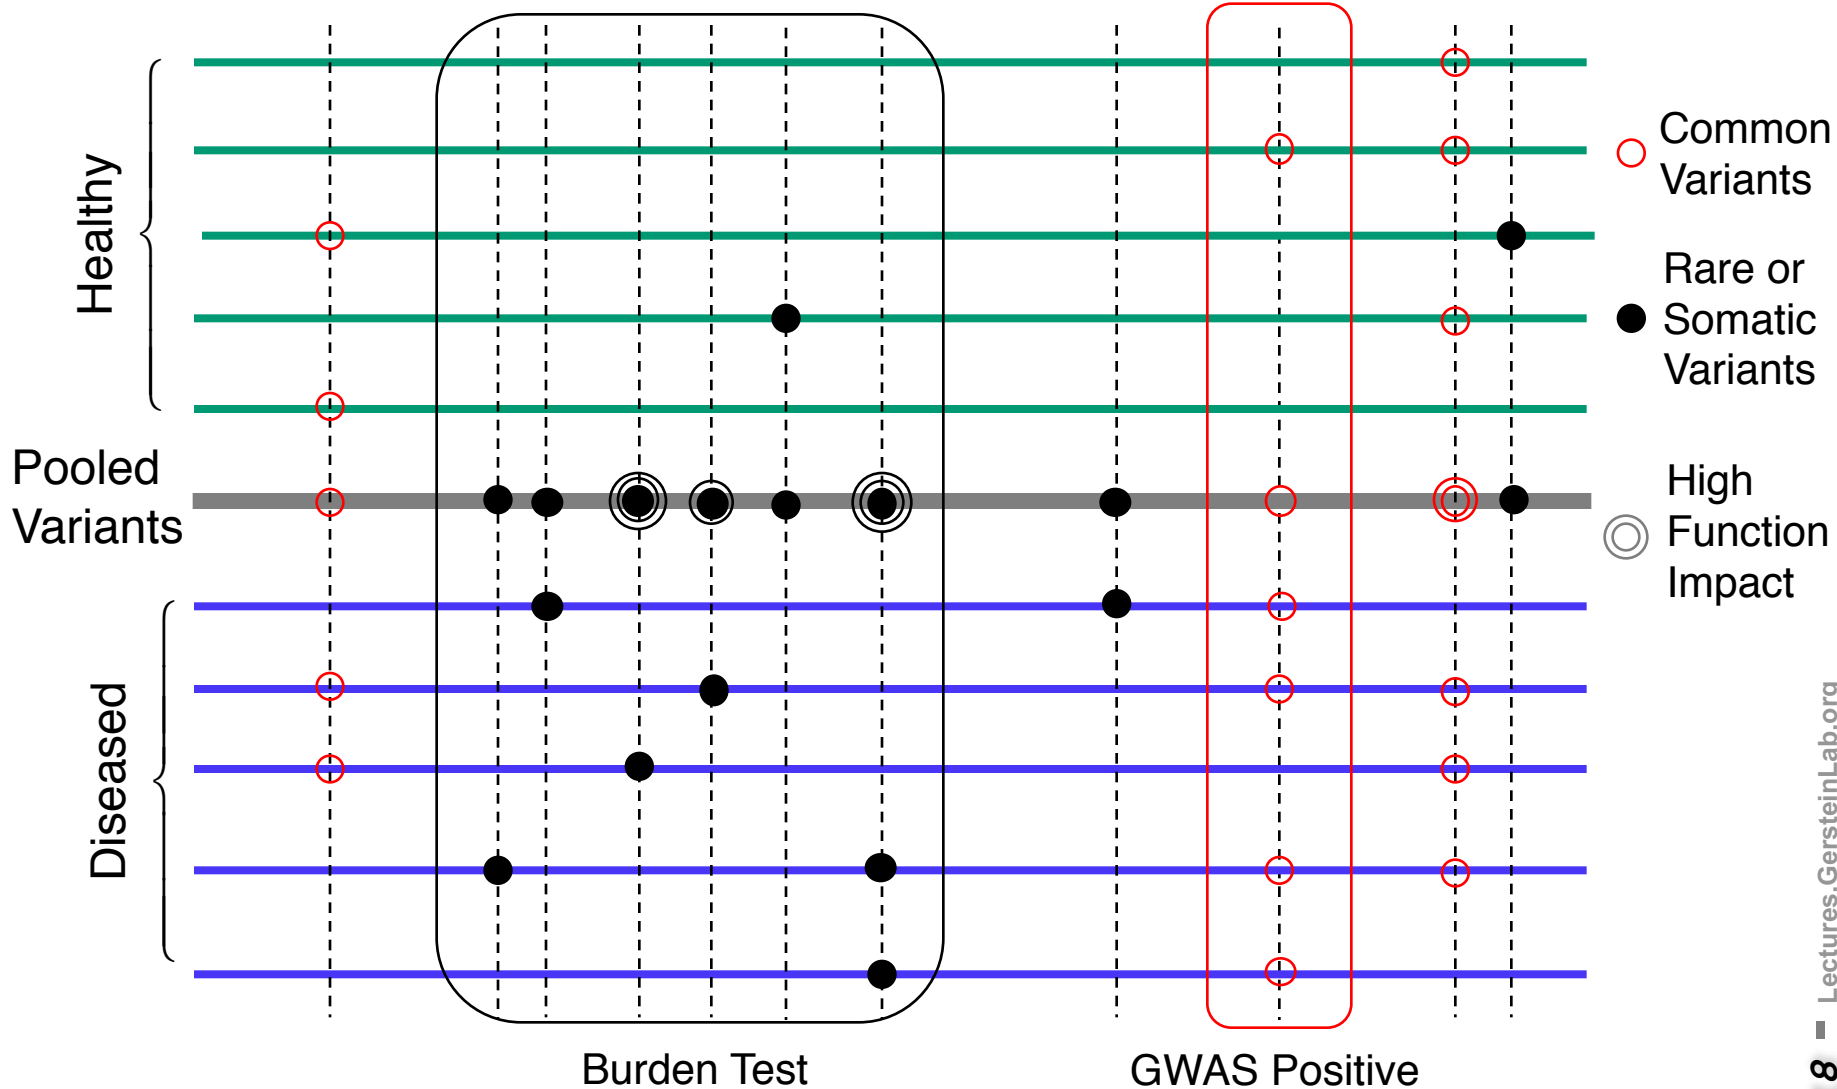 Healthy
Pooled
Variants
Diseased
Burden Test
GWAS Positive
Common
Variants
Rare or
Somatic
Variants
High
Function
Impact
8
Lectures.GersteinLab.org